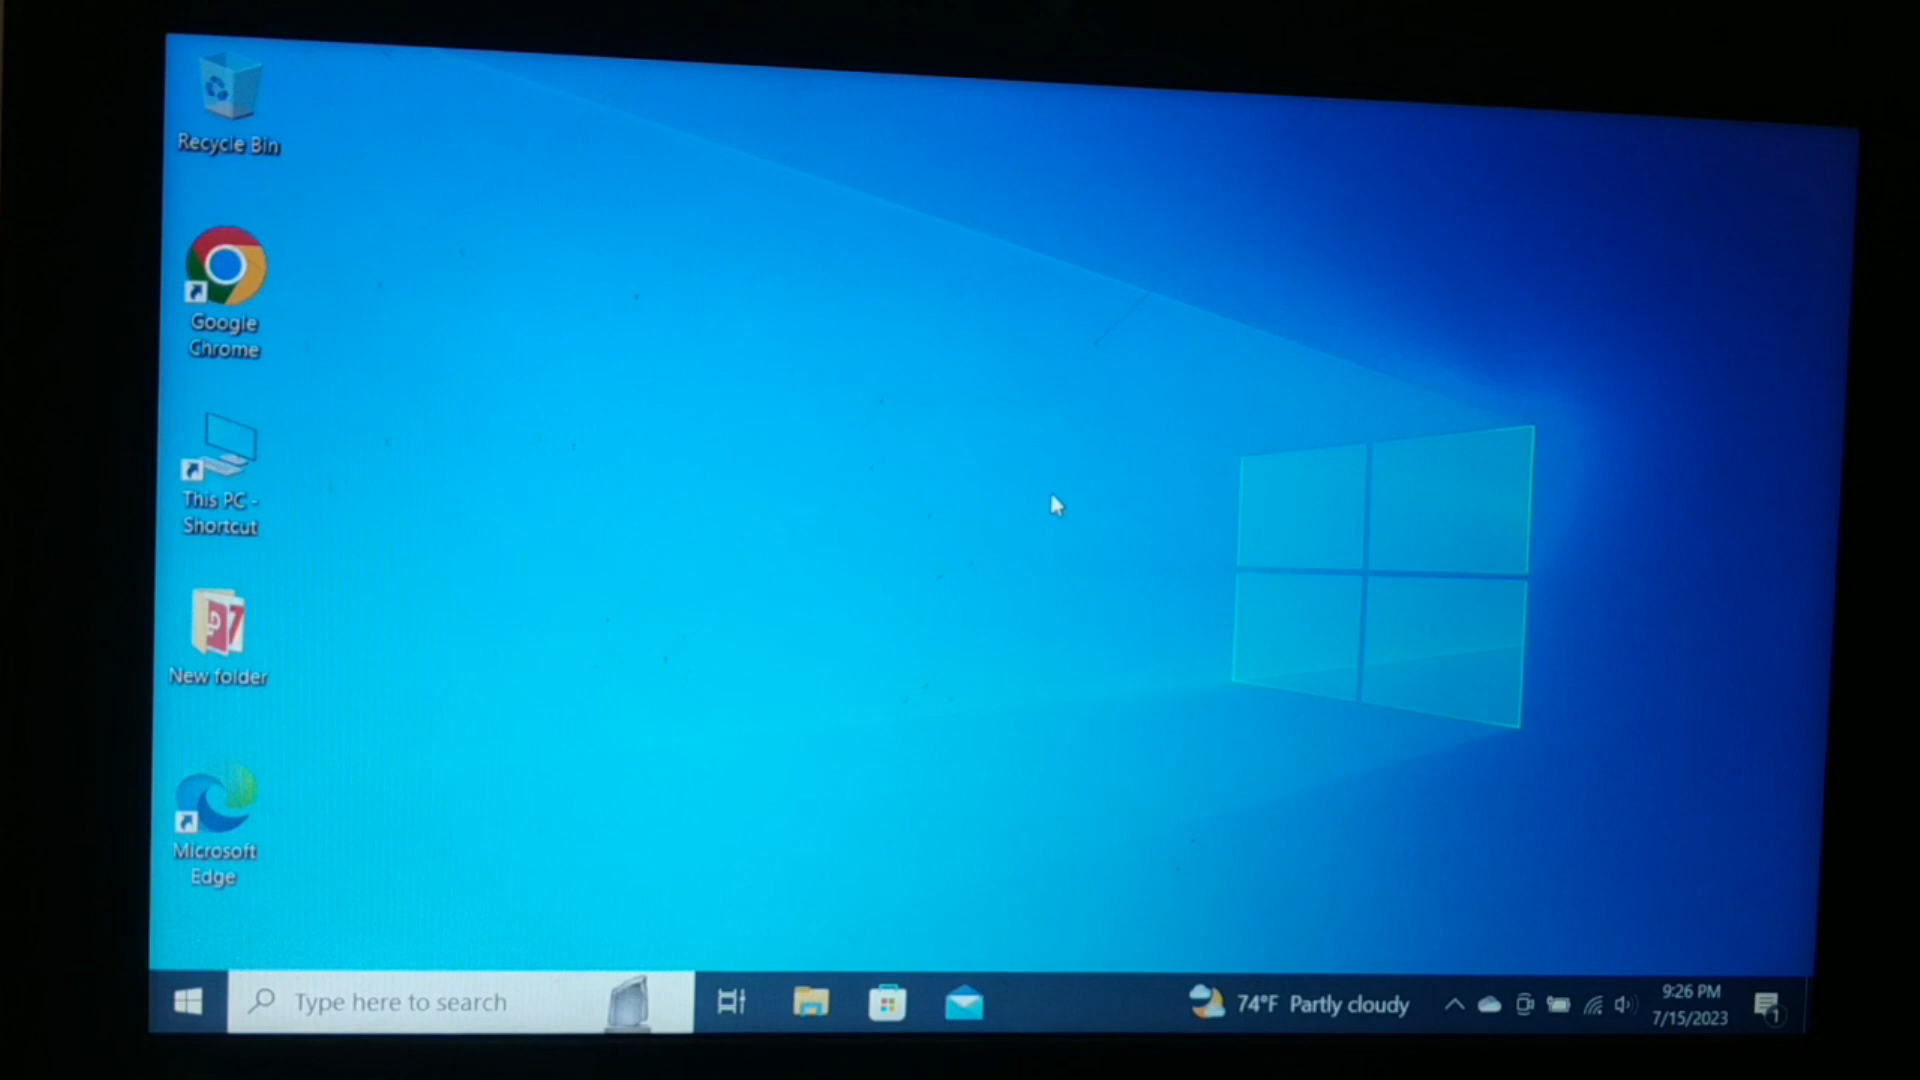 Recycle Bin
Google
Chrome
This PC -
Shortcut
New folder
Microsoft
Edge
Type here to search
74°F Partly cloudy
9:26 PM
7/15/2023
1